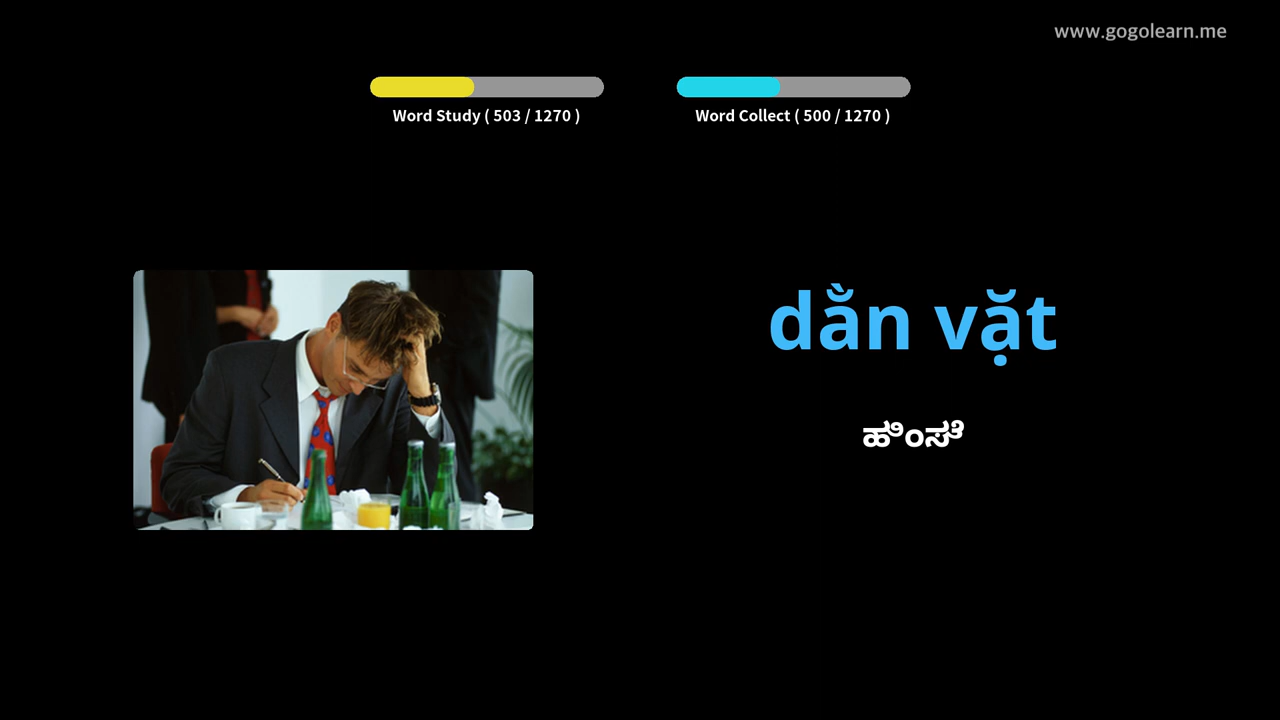 www.gogolearn.me
Word Study ( 503 / 1270 )
Word Collect ( 500 / 1270 )
dằn vặt
ಹಿಂಸೆ